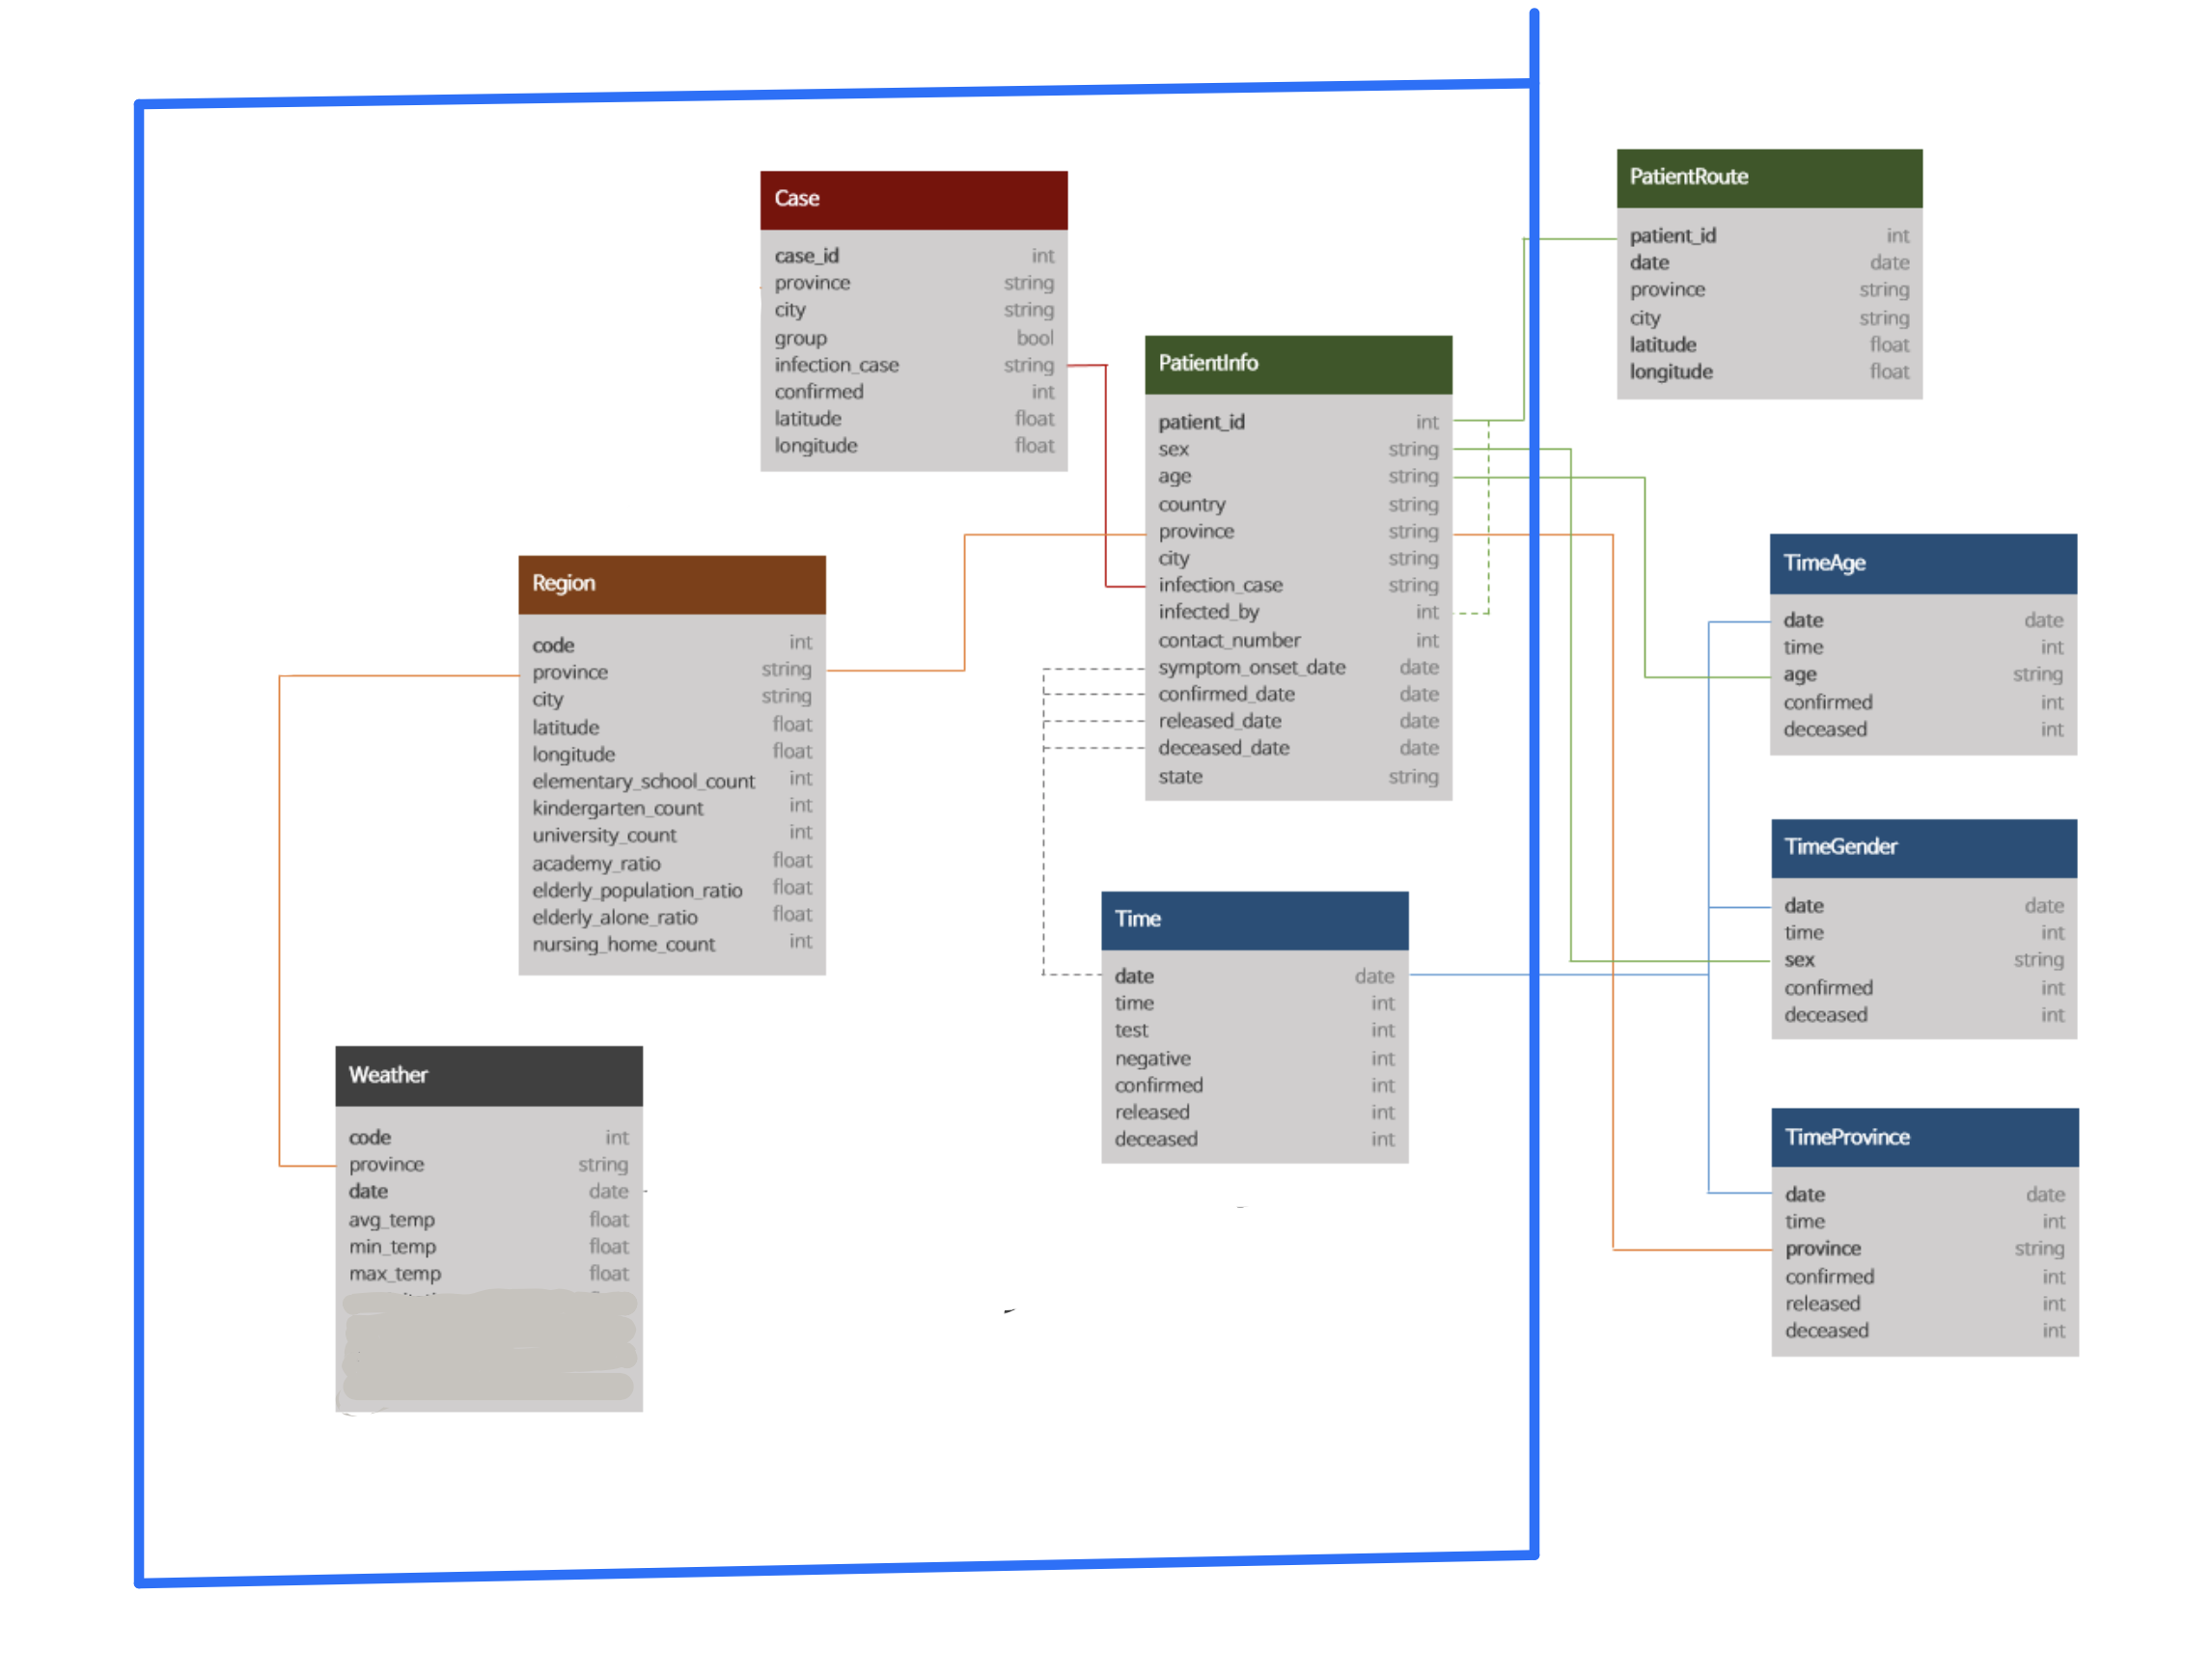 Case
case_id int
province string
city string
group bool
infection_case string
confirmed int
latitude float
longitude float
PatientRoute
patient_id int
date date
province string
city string
latitude float
longitude float
PatientInfo
patient_id int
sex string
age string
country string
province string
city string
infection_case string
infected_by int
contact_number int
symptom_onset_date date
confirmed_date date
released_date date
deceased_date date
state string
Region
code int
province string
city string
latitude float
longitude float
elementary_school_count int
kindergarten_count int
university_count int
academy_ratio float
elderly_population_ratio float
elderly_alone_ratio float
nursing_home_count int
TimeAge
date date
time int
age string
confirmed int
deceased int
TimeGender
date date
time int
sex string
confirmed int
deceased int
Time
date date
time int
test int
negative int
confirmed int
released int
deceased int
Weather
code int
province string
date date
avg_temp float
min_temp float
max_temp float
TimeProvince
date date
time int
province string
confirmed int
released int
deceased int